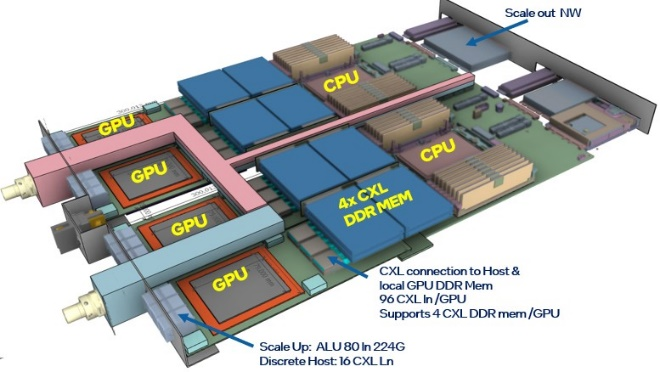 Scale out NW
CPU
GPU
GPU
CPU
4x CXL
DDR MEM
GPU
GPU
CXL connection to Host &
local GPU DDR Mem
96 CXL ln /GPU
Supports 4 CXL DDR mem /GPU
Scale Up: ALU 80 ln 224G
Discrete Host: 16 CXL Ln